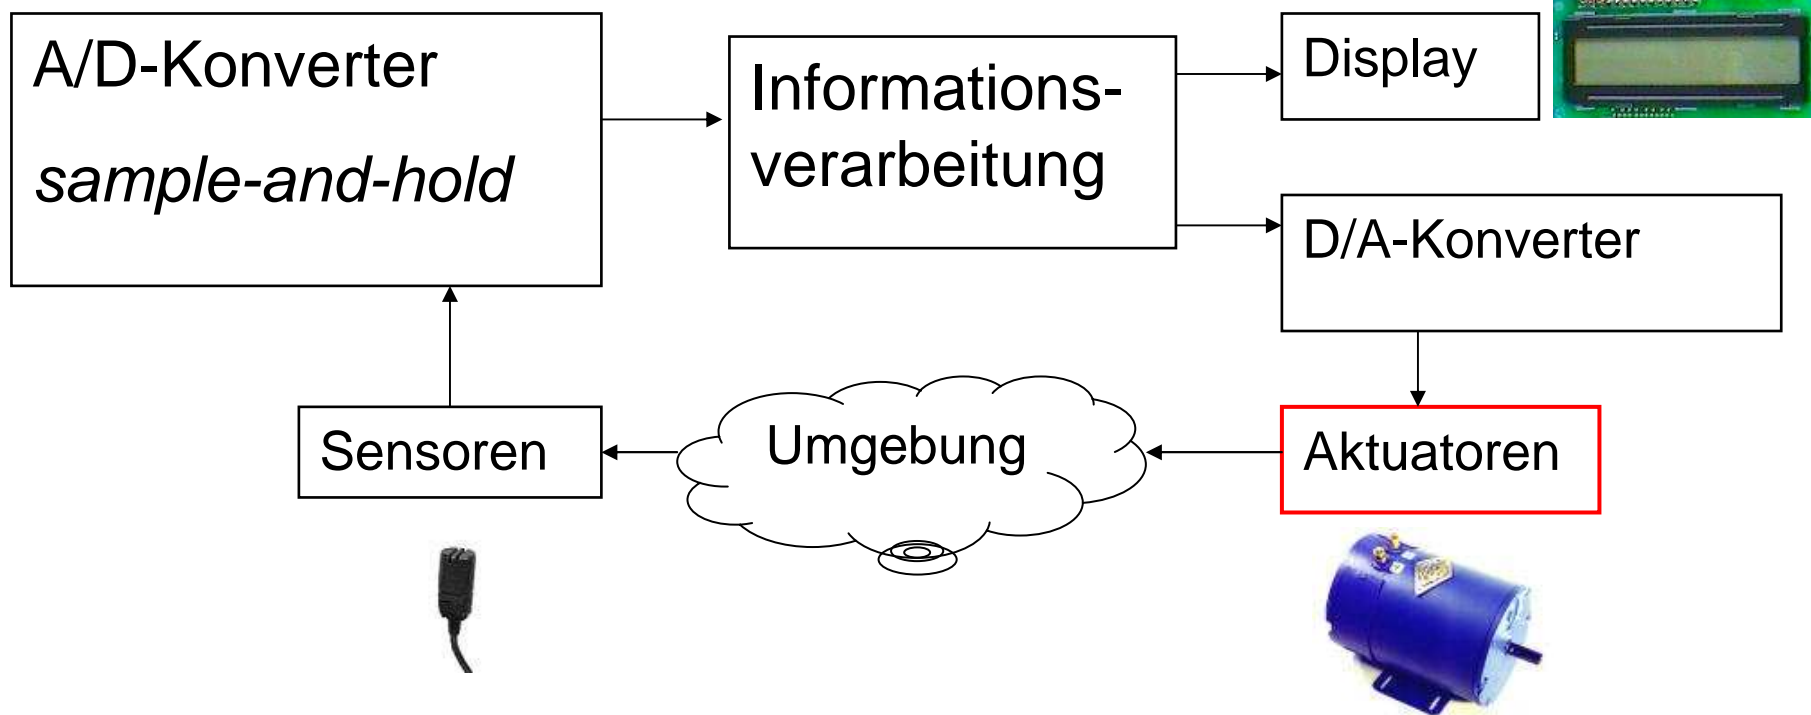 A/D-Konverter
sample-and-hold
Informations-
verarbeitung
Display
D/A-Konverter
Sensoren
Umgebung
Aktuatoren